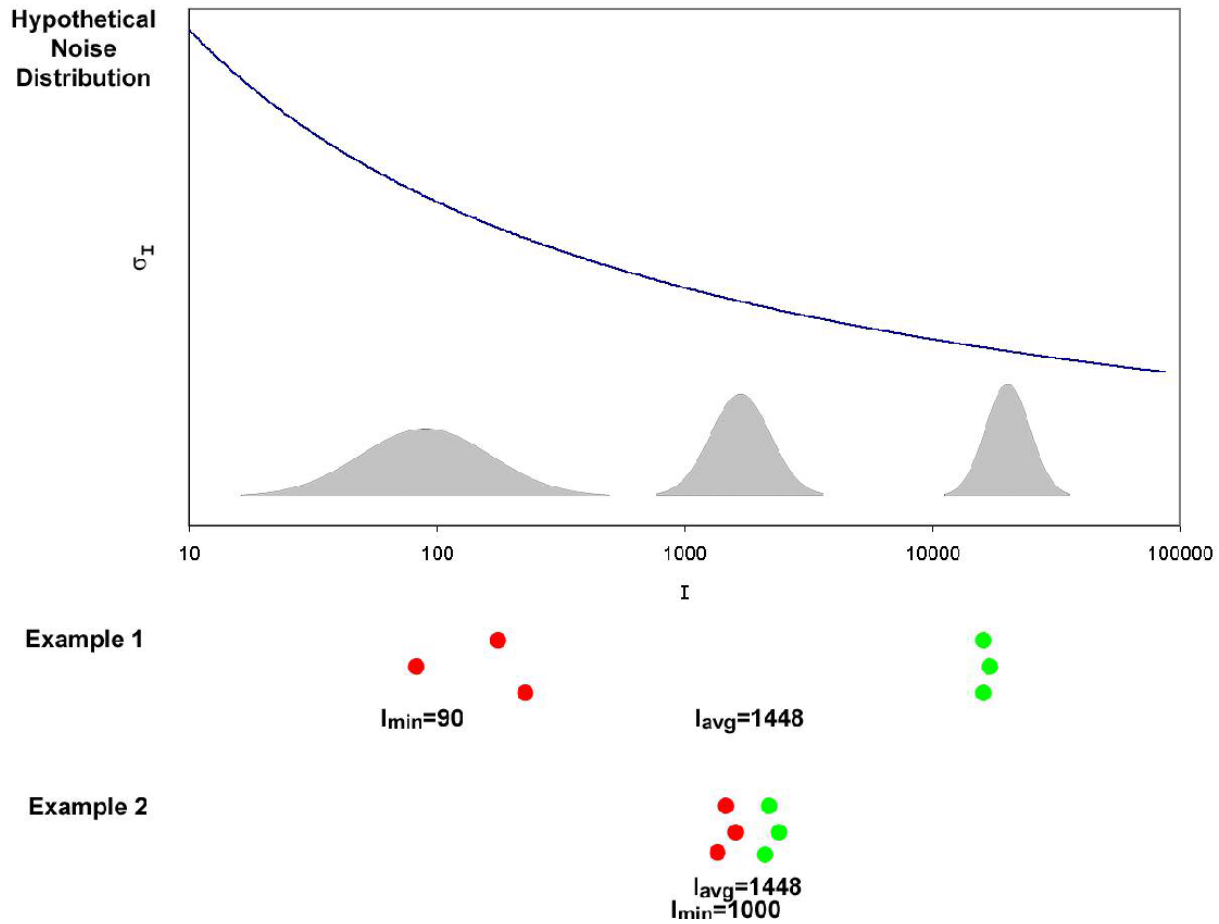 Hypothetical
Noise
Distribution
σI
10 100 1000 10000 100000
I
Example 1
Imin=90 Iavg=1448
Example 2
Iavg=1448
Imin=1000